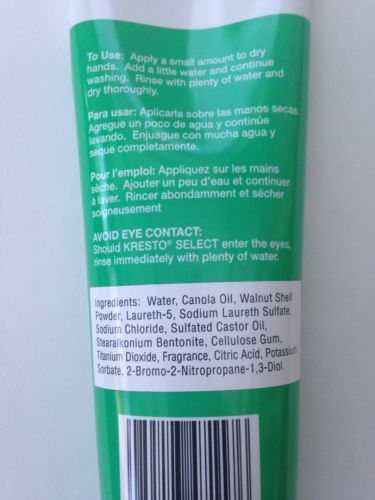 To Use: Apply a small amount to dry
hands. Add a little water and continue
washing. Rinse with plenty of water and
dry thoroughly.
Para usar: Aplicarla sobre las manos secas.
Agregue un poco de agua y continúe
lavando. Enjuague con mucha agua y
seque completamente.
Pour l'emploi: Appliquez sur les mains
sèche. Ajouter un peu d'eau et continuer
à laver. Rincer abondamment et sécher
soigneusement
AVOID EYE CONTACT:
Should KRESTO® SELECT enter the eyes,
rinse immediately with plenty of water.
Ingredients: Water, Canola Oil, Walnut Shell
Powder, Laureth-5, Sodium Laureth Sulfate,
Sodium Chloride, Sulfated Castor Oil,
Stearalkonium Bentonite, Cellulose Gum,
Titanium Dioxide, Fragrance, Citric Acid, Potassium
Sorbate, 2-Bromo-2-Nitropropane-1,3-Diol.